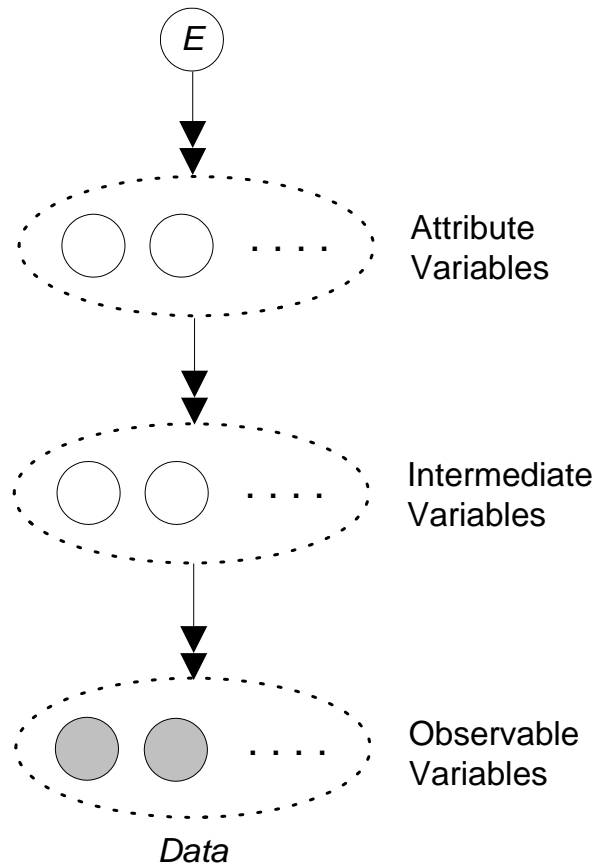 E
. . . .
Attribute
Variables
. . . .
Intermediate
Variables
. . . .
Observable
Variables
Data